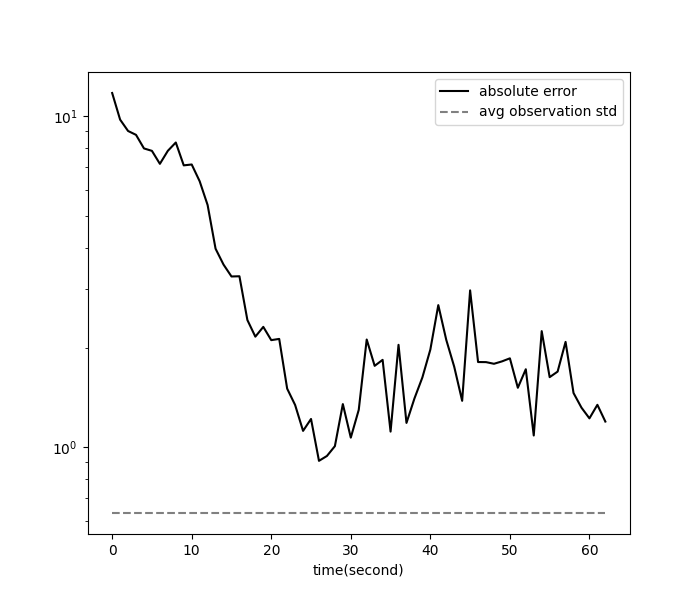 absolute error
avg observation std
10¹
10⁰
0 10 20 30 40 50 60
time(second)